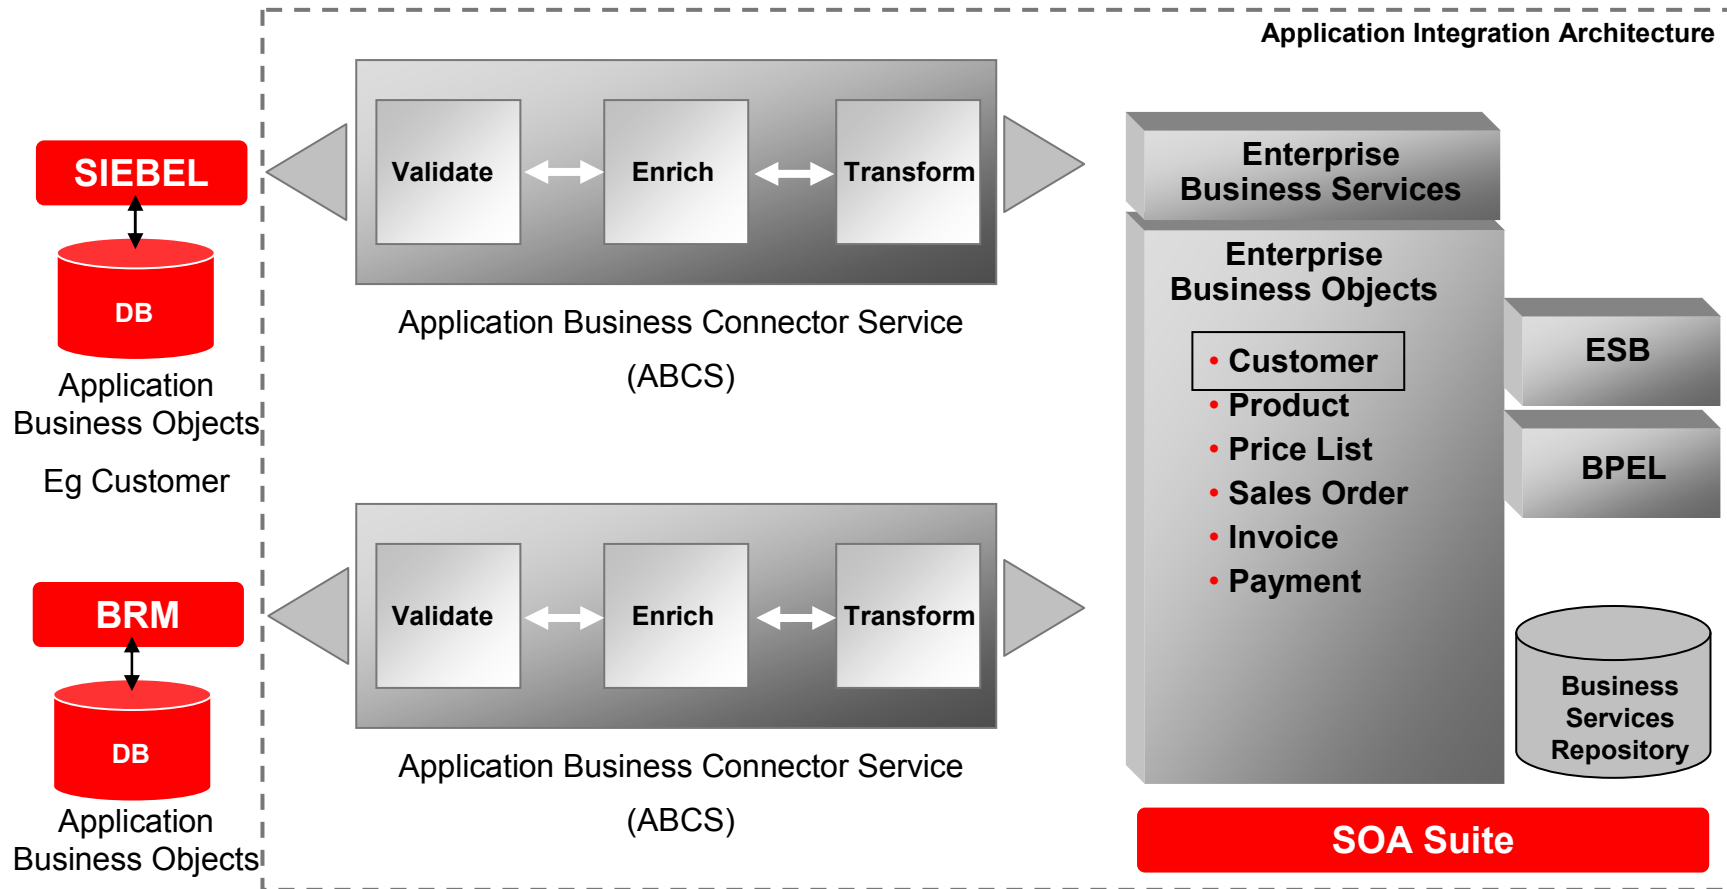 Application Integration Architecture
SIEBEL
DB
Application
Business Objects
Eg Customer
Validate
Enrich
Transform
Application Business Connector Service
(ABCS)
BRM
DB
Application
Business Objects
Validate
Enrich
Transform
Application Business Connector Service
(ABCS)
Enterprise
Business Services
Enterprise
Business Objects
• Customer
• Product
• Price List
• Sales Order
• Invoice
• Payment
ESB
BPEL
Business
Services
Repository
SOA Suite